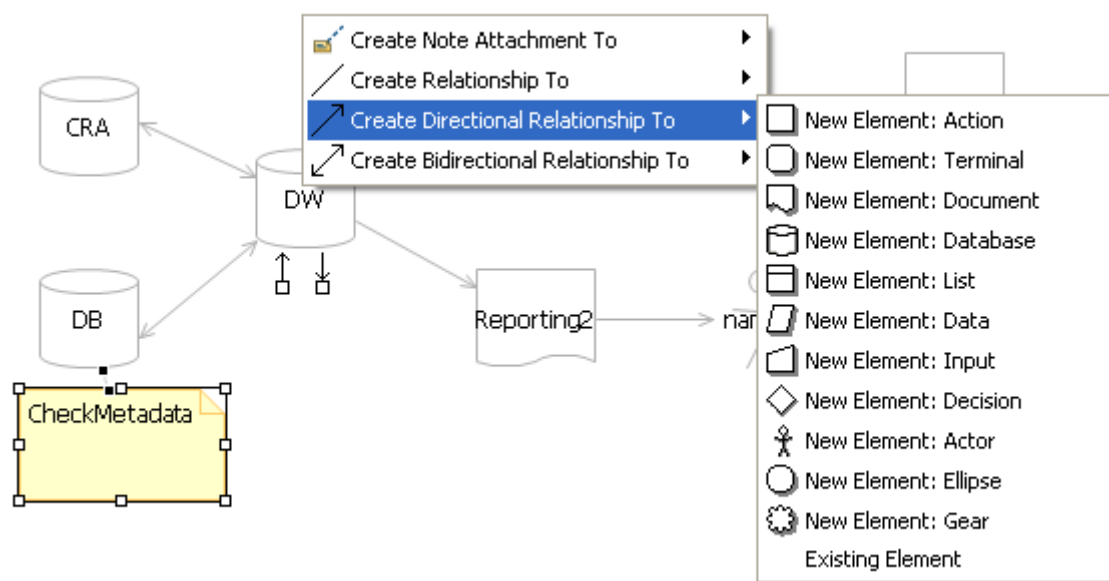 Create Note Attachment To
Create Relationship To
CRA
Create Directional Relationship To
New Element: Action
Create Bidirectional Relationship To
New Element: Terminal
DW
New Element: Document
New Element: Database
New Element: List
DB
Reporting2
New Element: Data
New Element: Input
CheckMetadata
New Element: Decision
New Element: Actor
New Element: Ellipse
New Element: Gear
Existing Element